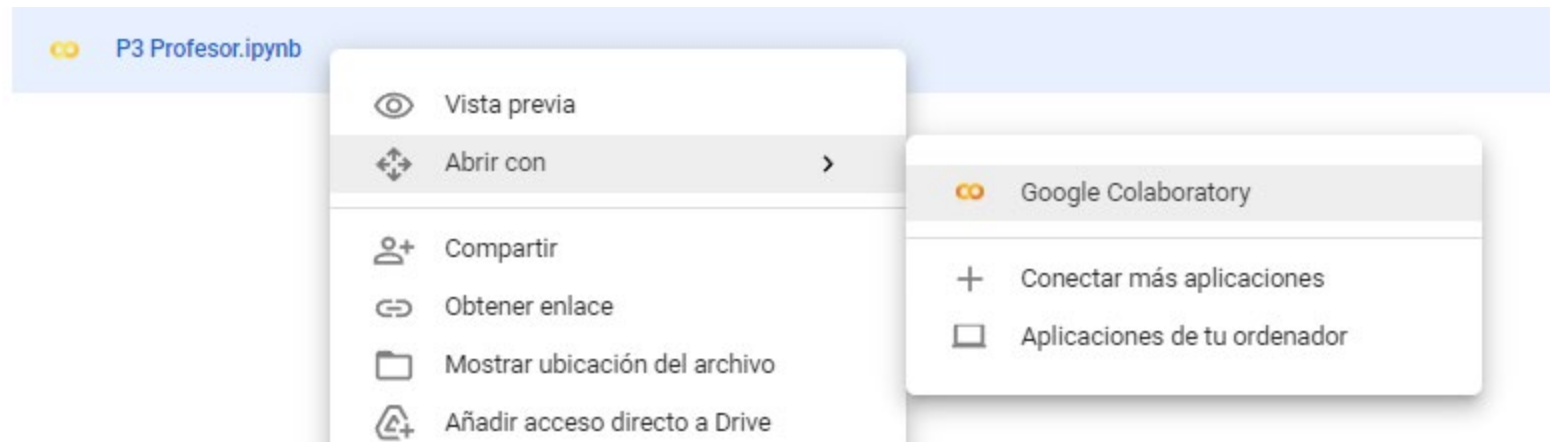 P3 Profesor.ipynb
Vista previa
Abrir con
Compartir
Obtener enlace
Mostrar ubicación del archivo
Añadir acceso directo a Drive
Google Colaboratory
Conectar más aplicaciones
Aplicaciones de tu ordenador